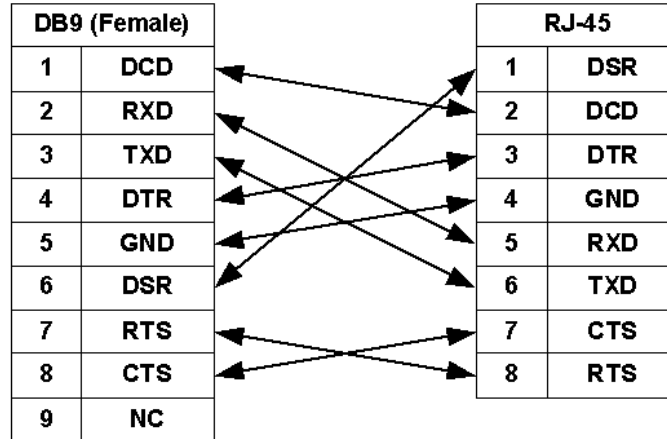 DB9 (Female)
1 DCD
2 RXD
3 TXD
4 DTR
5 GND
6 DSR
7 RTS
8 CTS
9 NC
RJ-45
1 DSR
2 DCD
3 DTR
4 GND
5 RXD
6 TXD
7 CTS
8 RTS